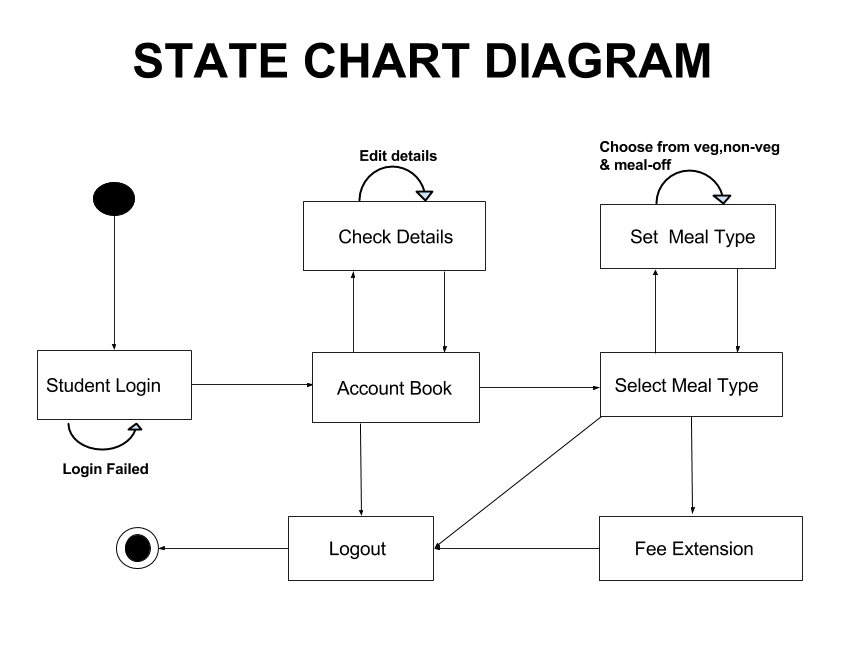 STATE CHART DIAGRAM
Edit details
Choose from veg,non-veg
& meal-off
Check Details
Set Meal Type
Student Login
Account Book
Select Meal Type
Login Failed
Logout
Fee Extension